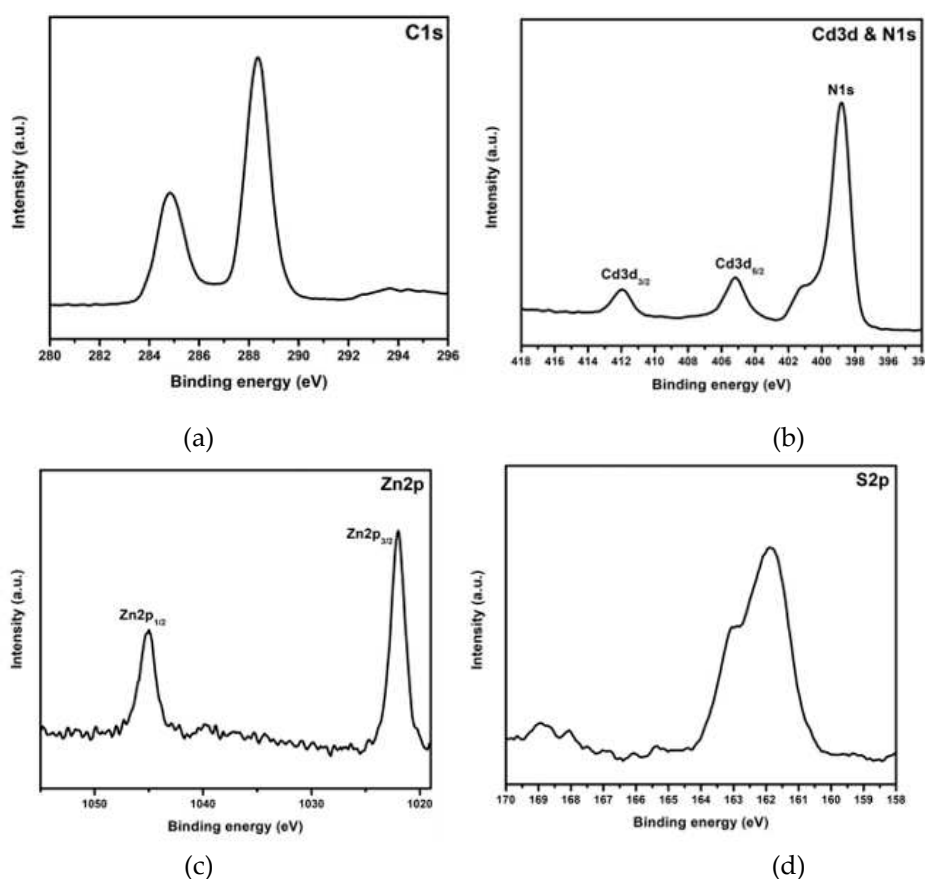 C1s
Intensity (a.u.)
280 282 284 286 288 290 292 294 296
Binding energy (eV)
(a)
Cd3d & N1s
N1s
Cd3d5/2
Cd3d3/2
Intensity (a.u.)
418 416 414 412 410 408 406 404 402 400 398 396 39
Binding energy (eV)
(b)
Zn2p
Zn2p3/2
Zn2p1/2
Intensity (a.u.)
1050 1040 1030 1020
Binding energy (eV)
(c)
S2p
Intensity (a.u.)
170 169 168 167 166 165 164 163 162 161 160 159 158
Binding energy (eV)
(d)